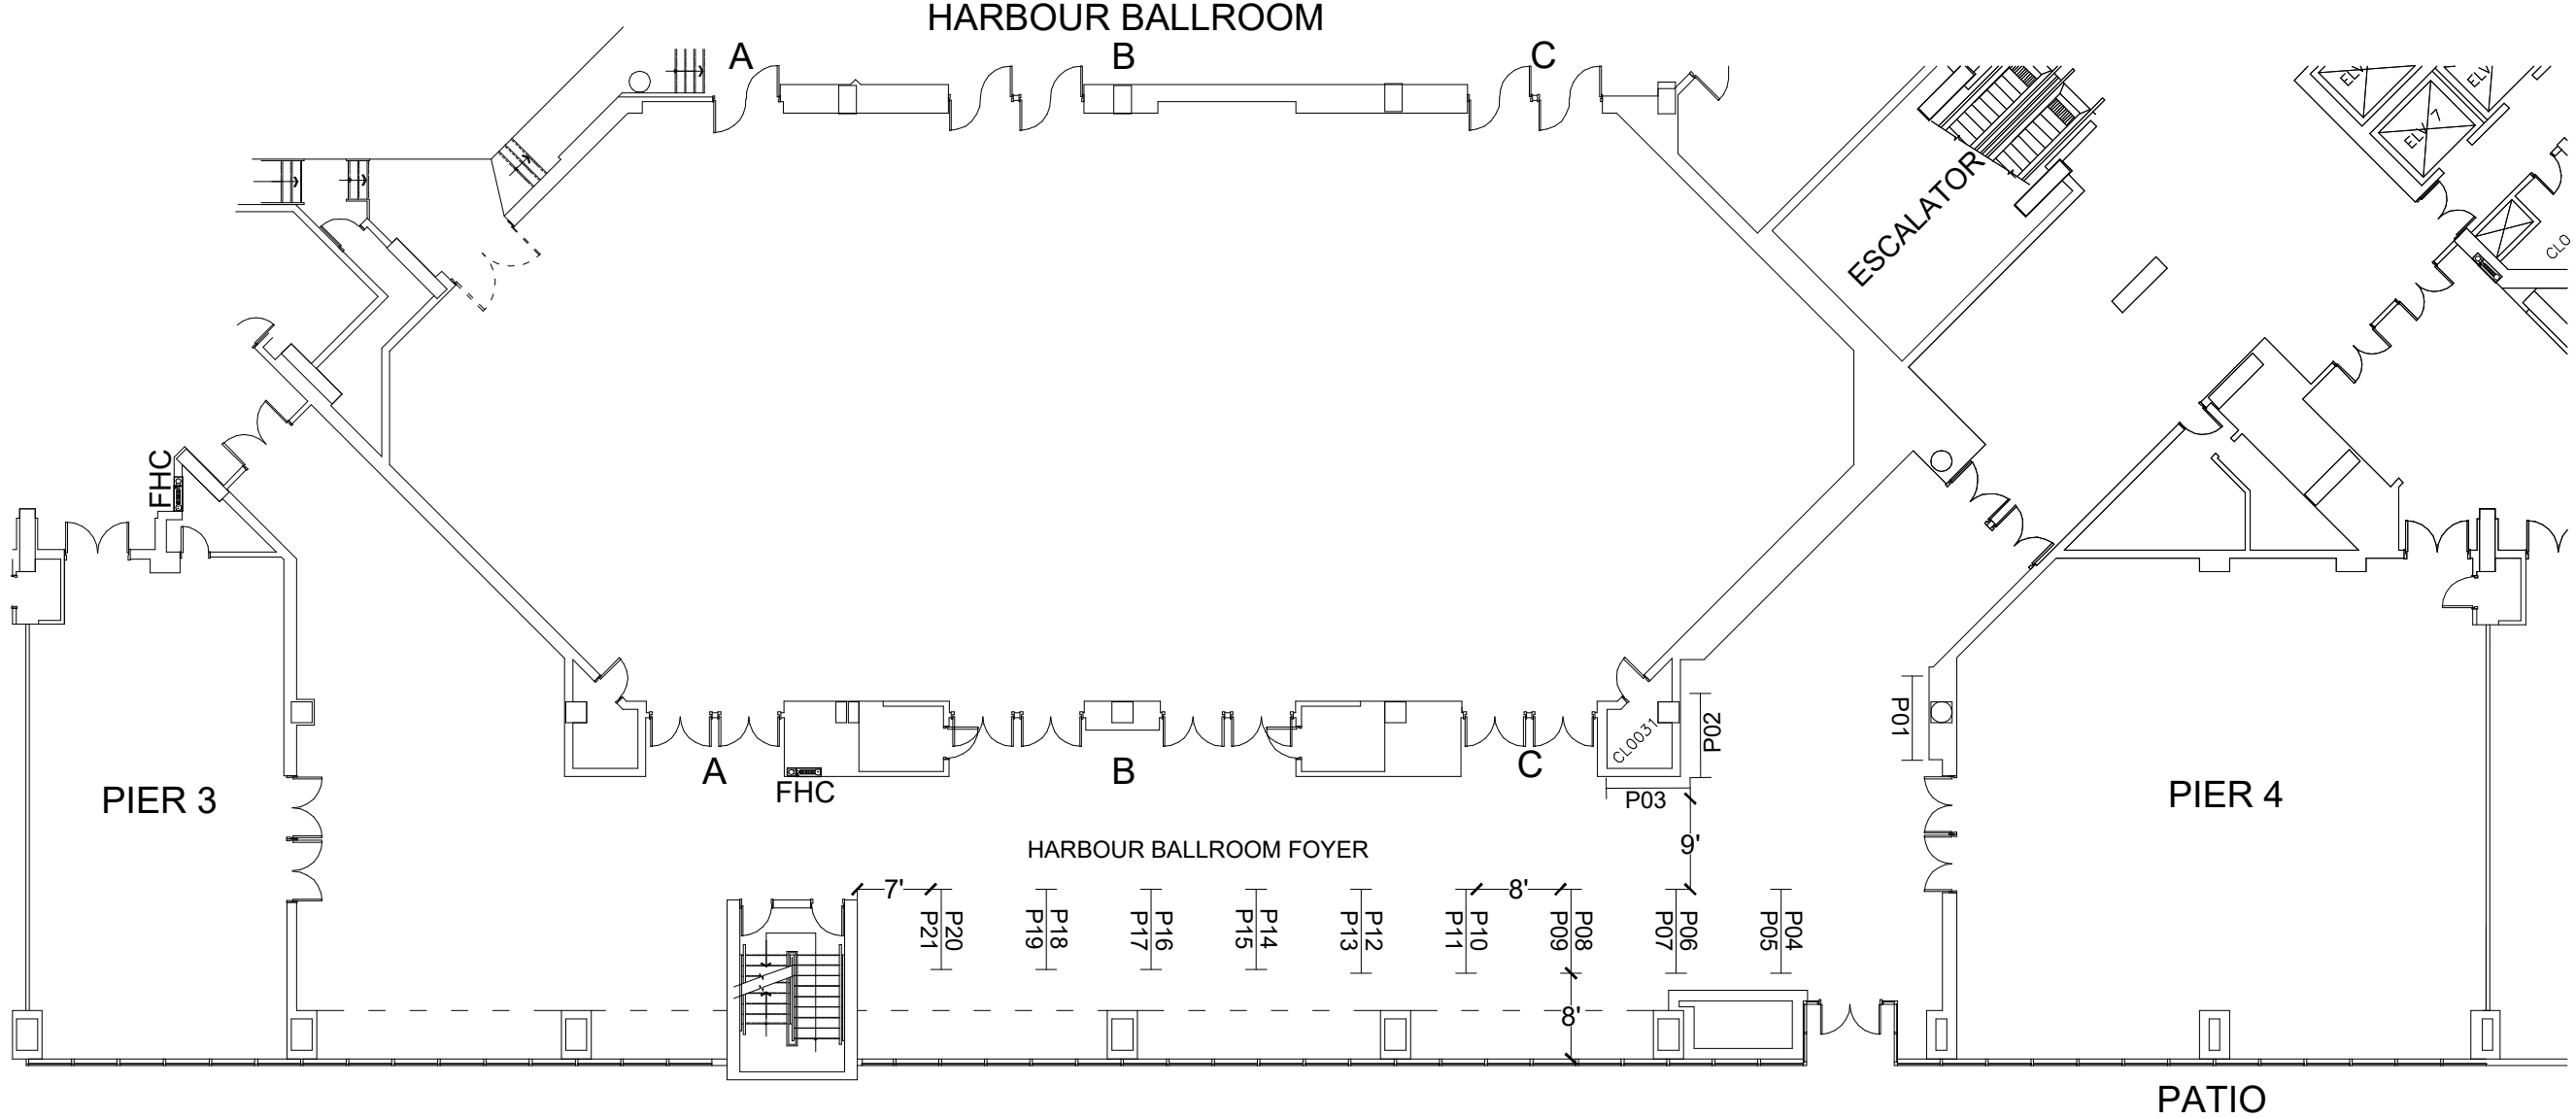 HARBOUR BALLROOM
A
B
C
ELV 7
ESCALATOR
CLO
FHC
P01
P02
CLO031
A
FHC
B
C
P03
PIER 3
PIER 4
9'
HARBOUR BALLROOM FOYER
7'
8'
P20
P21
P18
P19
P16
P17
P14
P15
P12
P13
P10
P11
P08
P09
P06
P07
P04
P05
8'
PATIO